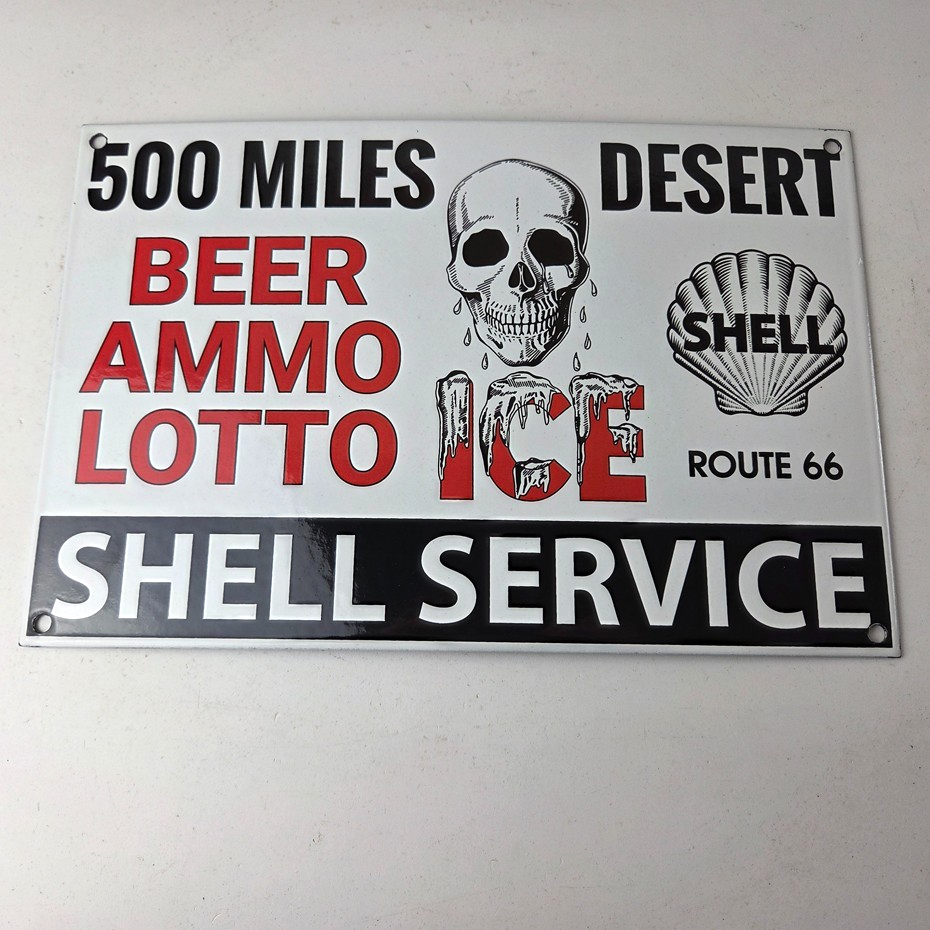 500 MILES DESERT
BEER
AMMO
LOTTO
ICE
SHELL
ROUTE 66
SHELL SERVICE